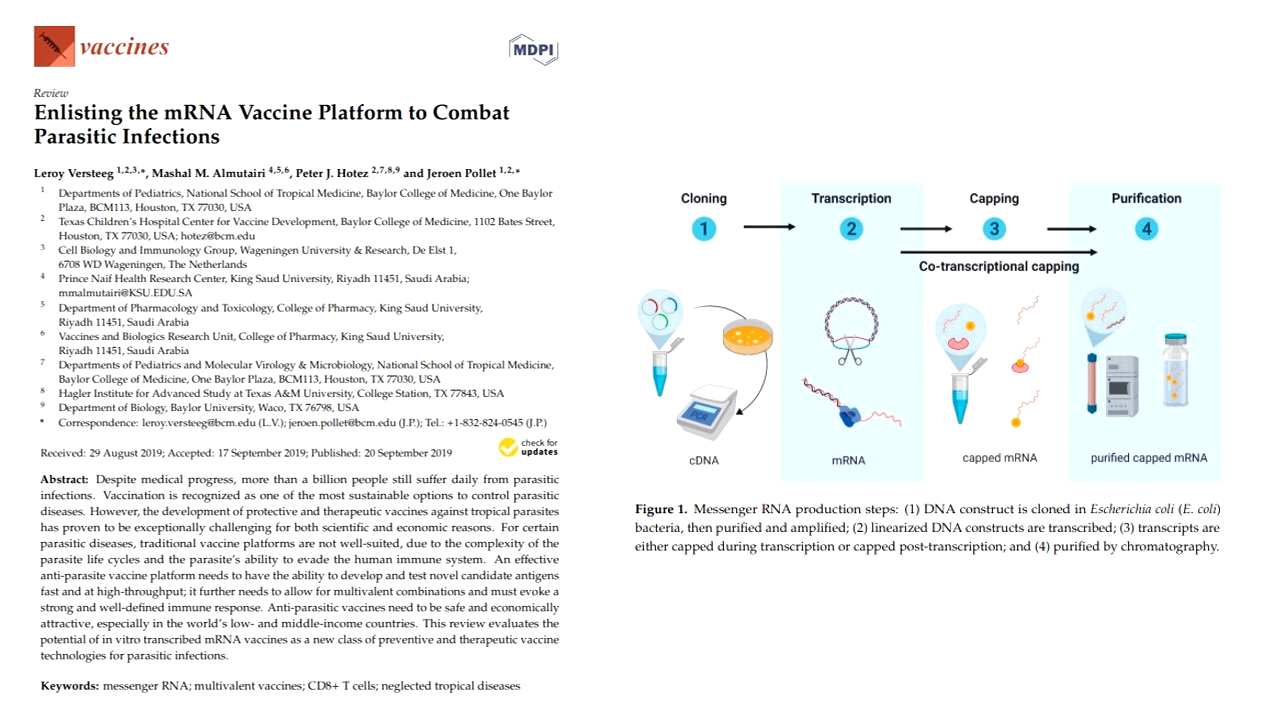 vaccines
MDPI
Review
Enlisting the mRNA Vaccine Platform to Combat
Parasitic Infections
Leroy Versteeg 1,2,3,*, Mashal M. Almutairi 4,5,6, Peter J. Hotez 2,7,8,9 and Jeroen Pollet 1,2,*
1 Departments of Pediatrics, National School of Tropical Medicine, Baylor College of Medicine, One Baylor
Plaza, BCM113, Houston, TX 77030, USA
2 Texas Children's Hospital Center for Vaccine Development, Baylor College of Medicine, 1102 Bates Street,
Houston, TX 77030, USA; hotez@bcm.edu
3 Cell Biology and Immunology Group, Wageningen University & Research, De Elst 1,
6708 WD Wageningen, The Netherlands
4 Prince Naif Health Research Center, King Saud University, Riyadh 11451, Saudi Arabia;
mmalmutairi@KSU.EDU.SA
5 Department of Pharmacology and Toxicology, College of Pharmacy, King Saud University,
Riyadh 11451, Saudi Arabia
6 Vaccines and Biologics Research Unit, College of Pharmacy, King Saud University,
Riyadh 11451, Saudi Arabia
7 Departments of Pediatrics and Molecular Virology & Microbiology, National School of Tropical Medicine,
Baylor College of Medicine, One Baylor Plaza, BCM113, Houston, TX 77030, USA
8 Hagler Institute for Advanced Study at Texas A&M University, College Station, TX 77843, USA
9 Department of Biology, Baylor University, Waco, TX 76798, USA
* Correspondence: leroy.versteeg@bcm.edu (L.V.); jeroen.pollet@bcm.edu (J.P.); Tel.: +1-832-824-0545 (J.P.)
Received: 29 August 2019; Accepted: 17 September 2019; Published: 20 September 2019
check for
updates
Abstract: Despite medical progress, more than a billion people still suffer daily from parasitic
infections. Vaccination is recognized as one of the most sustainable options to control parasitic
diseases. However, the development of protective and therapeutic vaccines against tropical parasites
has proven to be exceptionally challenging for both scientific and economic reasons. For certain
parasitic diseases, traditional vaccine platforms are not well-suited, due to the complexity of the
parasite life cycles and the parasite's ability to evade the human immune system. An effective
anti-parasite vaccine platform needs to have the ability to develop and test novel candidate antigens
fast and at high-throughput; it further needs to allow for multivalent combinations and must evoke a
strong and well-defined immune response. Anti-parasitic vaccines need to be safe and economically
attractive, especially in the world's low- and middle-income countries. This review evaluates the
potential of in vitro transcribed mRNA vaccines as a new class of preventive and therapeutic vaccine
technologies for parasitic infections.
Keywords: messenger RNA; multivalent vaccines; CD8+ T cells; neglected tropical diseases
Cloning
Transcription
Capping
Purification
1
2
3
4
Co-transcriptional capping
PCR
cDNA
mRNA
capped mRNA
purified capped mRNA
Figure 1. Messenger RNA production steps: (1) DNA construct is cloned in Escherichia coli (E. coli)
bacteria, then purified and amplified; (2) linearized DNA constructs are transcribed; (3) transcripts are
either capped during transcription or capped post-transcription; and (4) purified by chromatography.